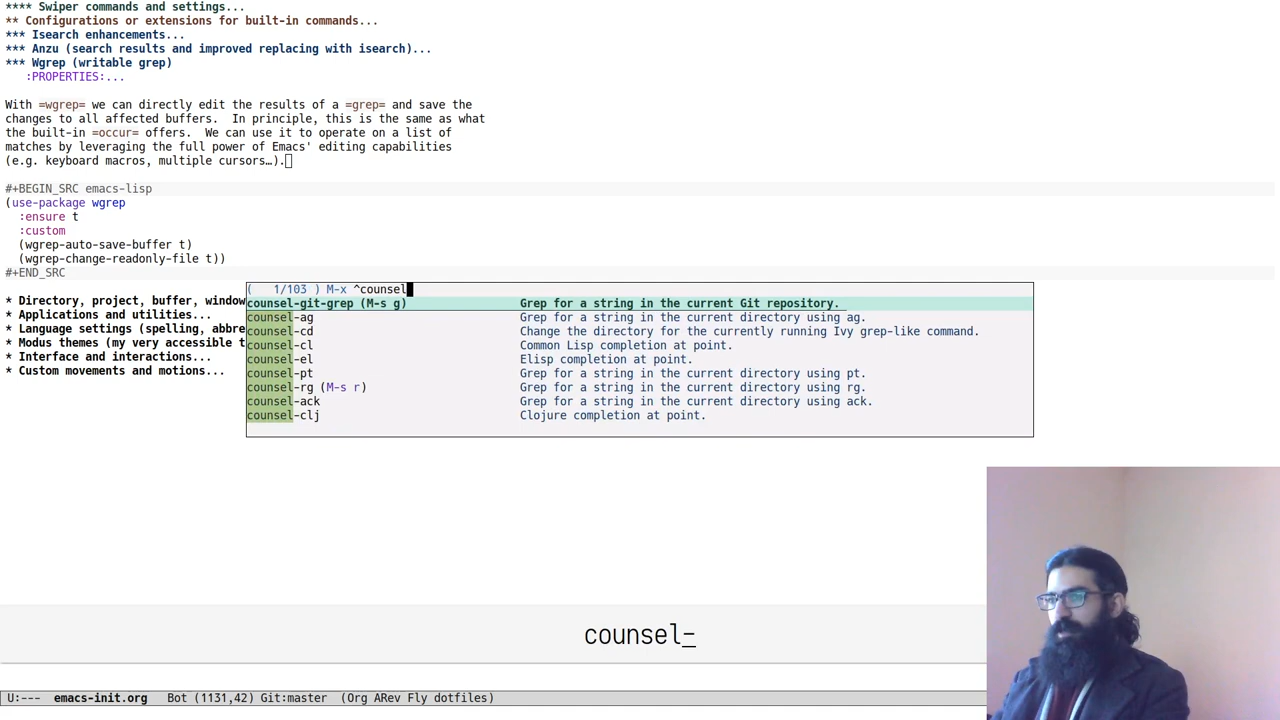 **** Swiper commands and settings...
** Configurations or extensions for built-in commands...
*** Isearch enhancements...
*** Anzu (search results and improved replacing with isearch)...
*** Wgrep (writable grep)
:PROPERTIES:...
With =wgrep= we can directly edit the results of a =grep= and save the
changes to all affected buffers.  In principle, this is the same as what
the built-in =occur= offers.  We can use it to operate on a list of
matches by leveraging the full power of Emacs' editing capabilities
(e.g. keyboard macros, multiple cursors…).
#+BEGIN_SRC emacs-lisp
(use-package wgrep
:ensure t
:custom
(wgrep-auto-save-buffer t)
(wgrep-change-readonly-file t))
#+END_SRC
* Directory, project, buffer, window
* Applications and utilities...
* Language settings (spelling, abbre
* Modus themes (my very accessible t
* Interface and interactions...
* Custom movements and motions...
(   1/103 ) M-x ^counsel
counsel-git-grep (M-s g) Grep for a string in the current Git repository.
counsel-ag Grep for a string in the current directory using ag.
counsel-cd Change the directory for the currently running Ivy grep-like command.
counsel-cl Common Lisp completion at point.
counsel-el Elisp completion at point.
counsel-pt Grep for a string in the current directory using pt.
counsel-rg (M-s r) Grep for a string in the current directory using rg.
counsel-ack Grep for a string in the current directory using ack.
counsel-clj Clojure completion at point.
counsel-
U:---  emacs-init.org   Bot (1131,42) Git:master  (Org ARev Fly dotfiles)